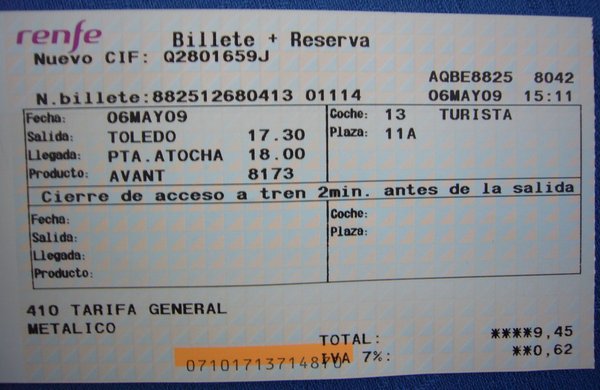 renfe Billete + Reserva
Nuevo CIF: Q2801659J
AQBE8825 8042
N.billete:882512680413 01114 06MAY09 15:11
Fecha: 06MAY09 Coche: 13 TURISTA
Salida: TOLEDO 17.30 Plaza: 11A
Llegada: PTA.ATOCHA 18.00
Producto: AVANT 8173
Cierre de acceso a tren 2min. antes de la salida
Fecha: Coche:
Salida: Plaza:
Llegada:
Producto:
410 TARIFA GENERAL
METALICO
TOTAL: ****9,45
IVA 7%: **0,62